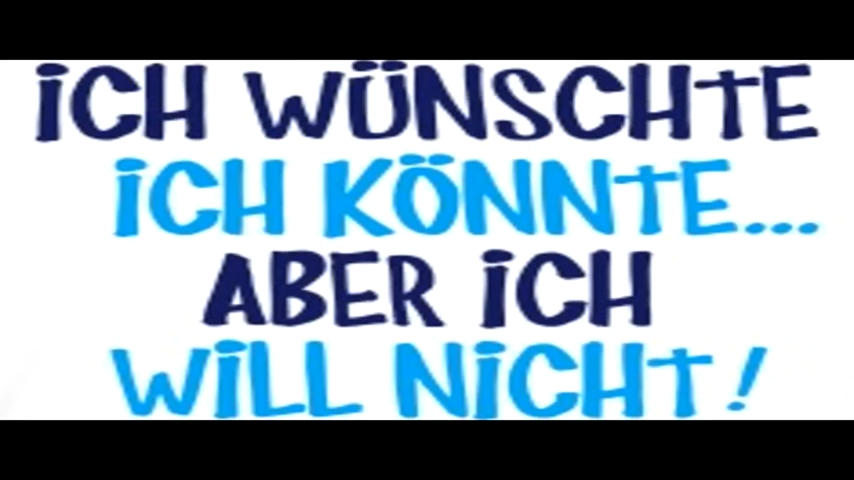 ICH WÜNSCHTE
ICH KÖNNTE...
ABER ICH
WILL NICHT!